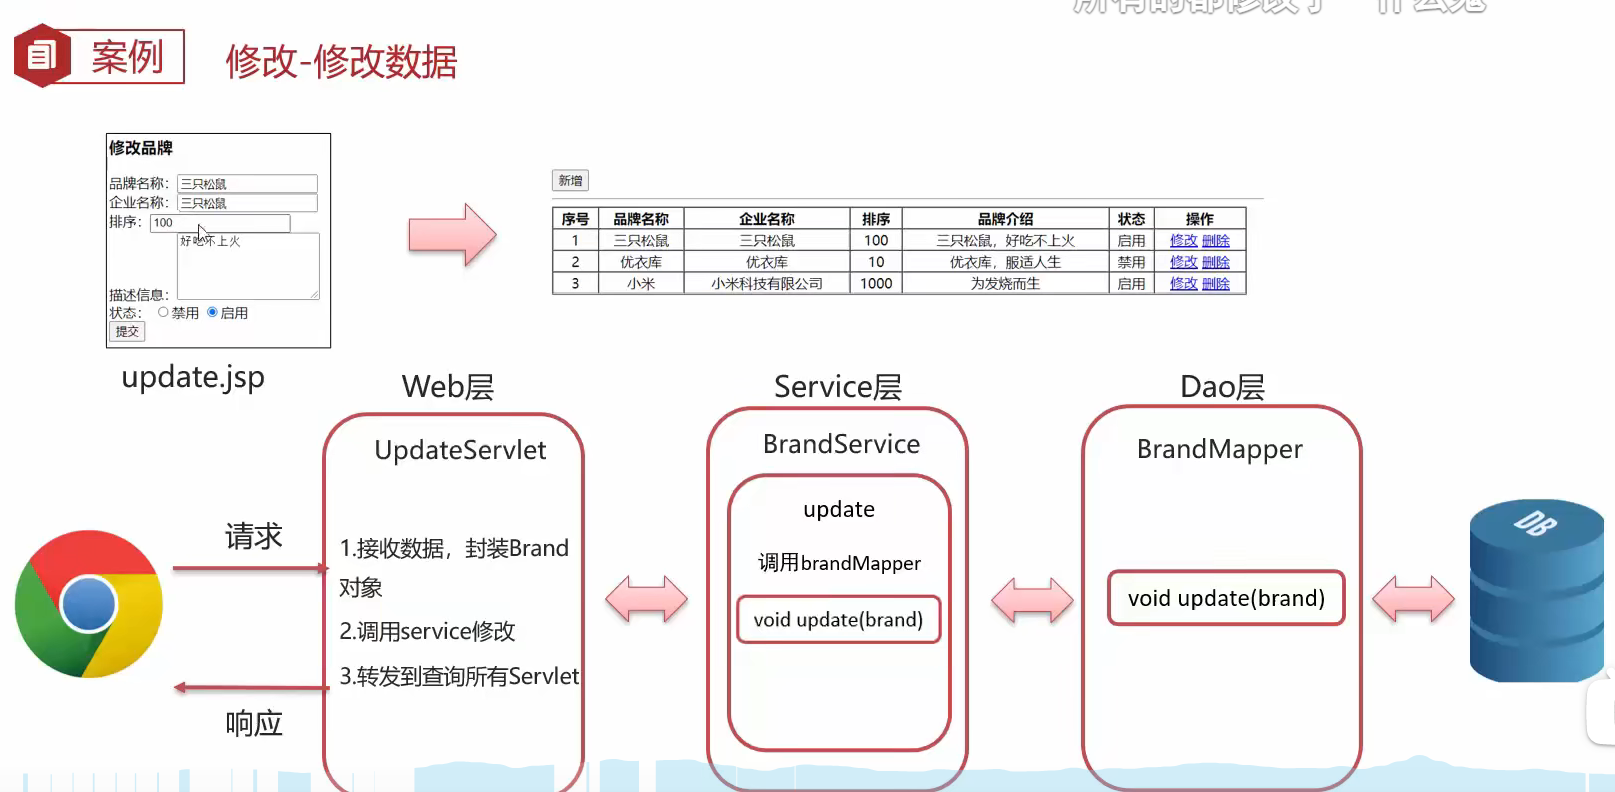 所有的都修改了 什么鬼
案例
修改-修改数据
修改品牌
品牌名称： 三只松鼠
企业名称： 三只松鼠
排序： 100
好吃不上火
描述信息：
状态： 禁用 启用
提交
update.jsp
新增
序号 品牌名称 企业名称 排序 品牌介绍 状态 操作
1 三只松鼠 三只松鼠 100 三只松鼠，好吃不上火 启用 修改 删除
2 优衣库 优衣库 10 优衣库，服适人生 禁用 修改 删除
3 小米 小米科技有限公司 1000 为发烧而生 启用 修改 删除
Web层
UpdateServlet
1.接收数据，封装Brand
对象
2.调用service修改
3.转发到查询所有Servlet
请求
响应
Service层
BrandService
update
调用brandMapper
void update(brand)
Dao层
BrandMapper
void update(brand)
DB